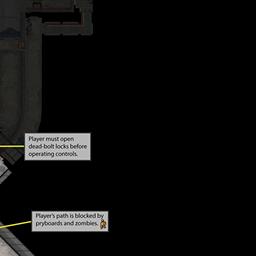 Player must open
dead-bolt locks before
operating controls.
Player's path is blocked by
pryboards and zombies.